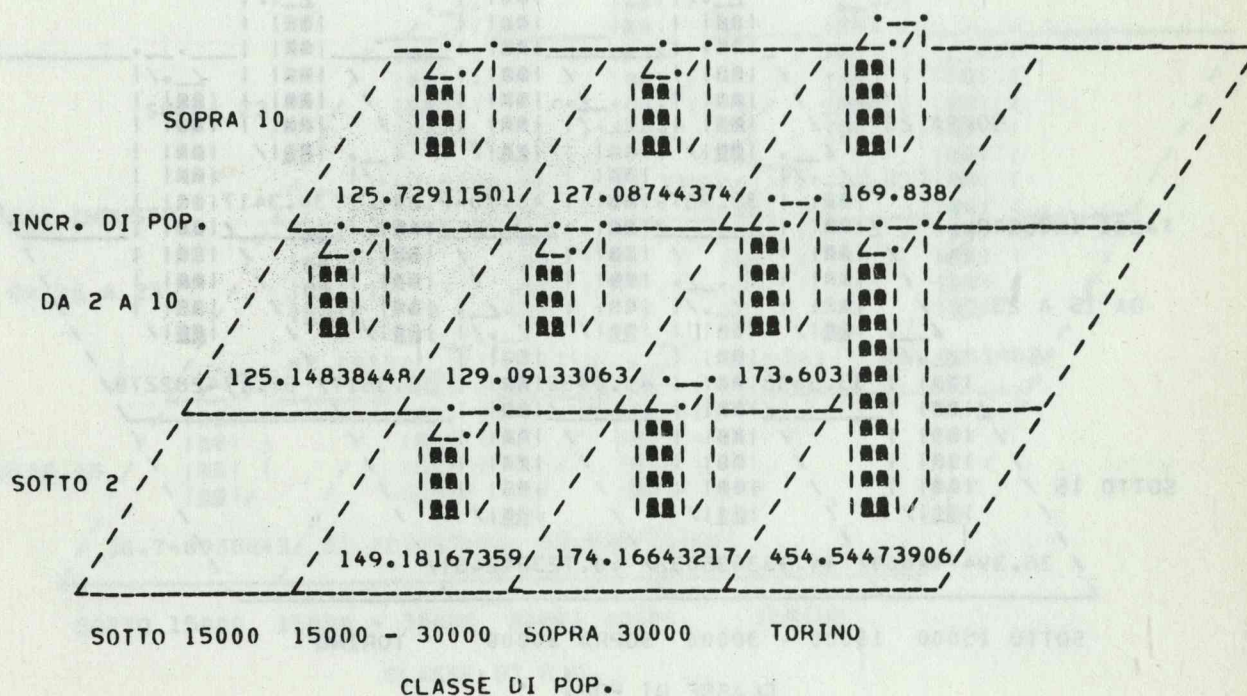 SOPRA 10
125.72911501 127.08744374 169.838
INCR. DI POP.
DA 2 A 10
125.14838448 129.09133063 173.603
SOTTO 2
149.18167359 174.16643217 454.54473906
SOTTO 15000 15000 - 30000 SOPRA 30000 TORINO
CLASSE DI POP.